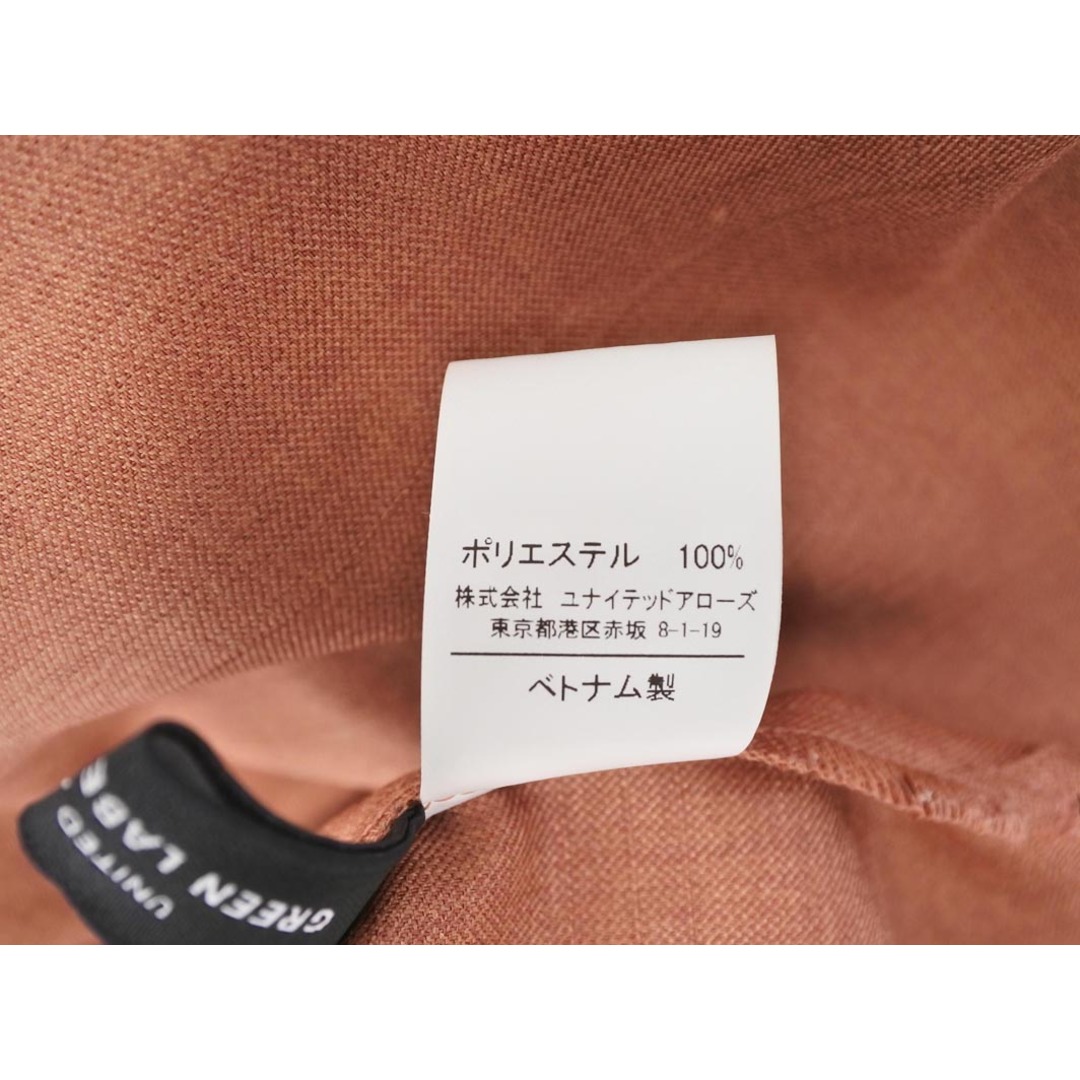 ポリエステル 100%
株式会社 ユナイテッドアローズ
東京都港区赤坂 8-1-19
ベトナム製
UNITED
GREEN LAB